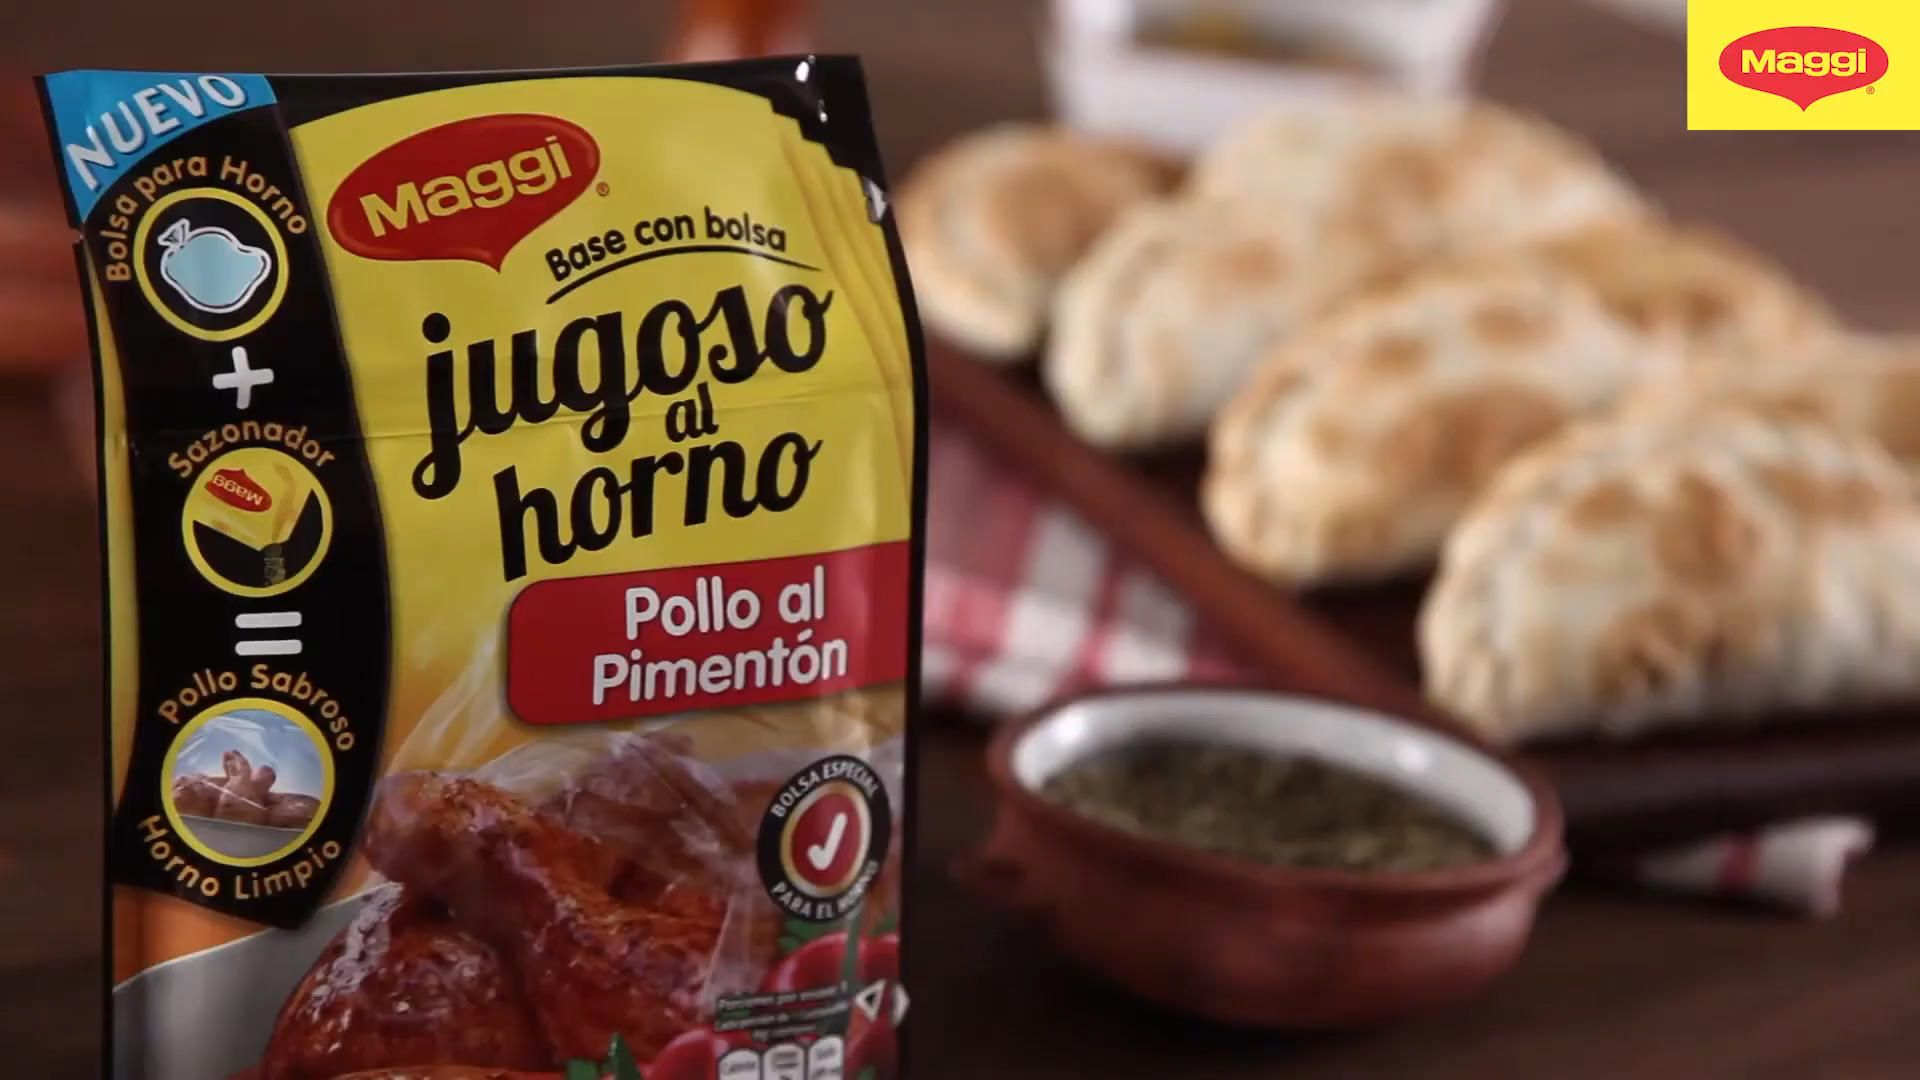 NUEVO
Bolsa para Horno
+
Sazonador
Maggi
=
Pollo Sabroso
Horno Limpio
Maggi®
Base con bolsa
jugoso
al
horno
Pollo al
Pimentón
BOLSA ESPECIAL
PARA EL HORNO
Maggi®